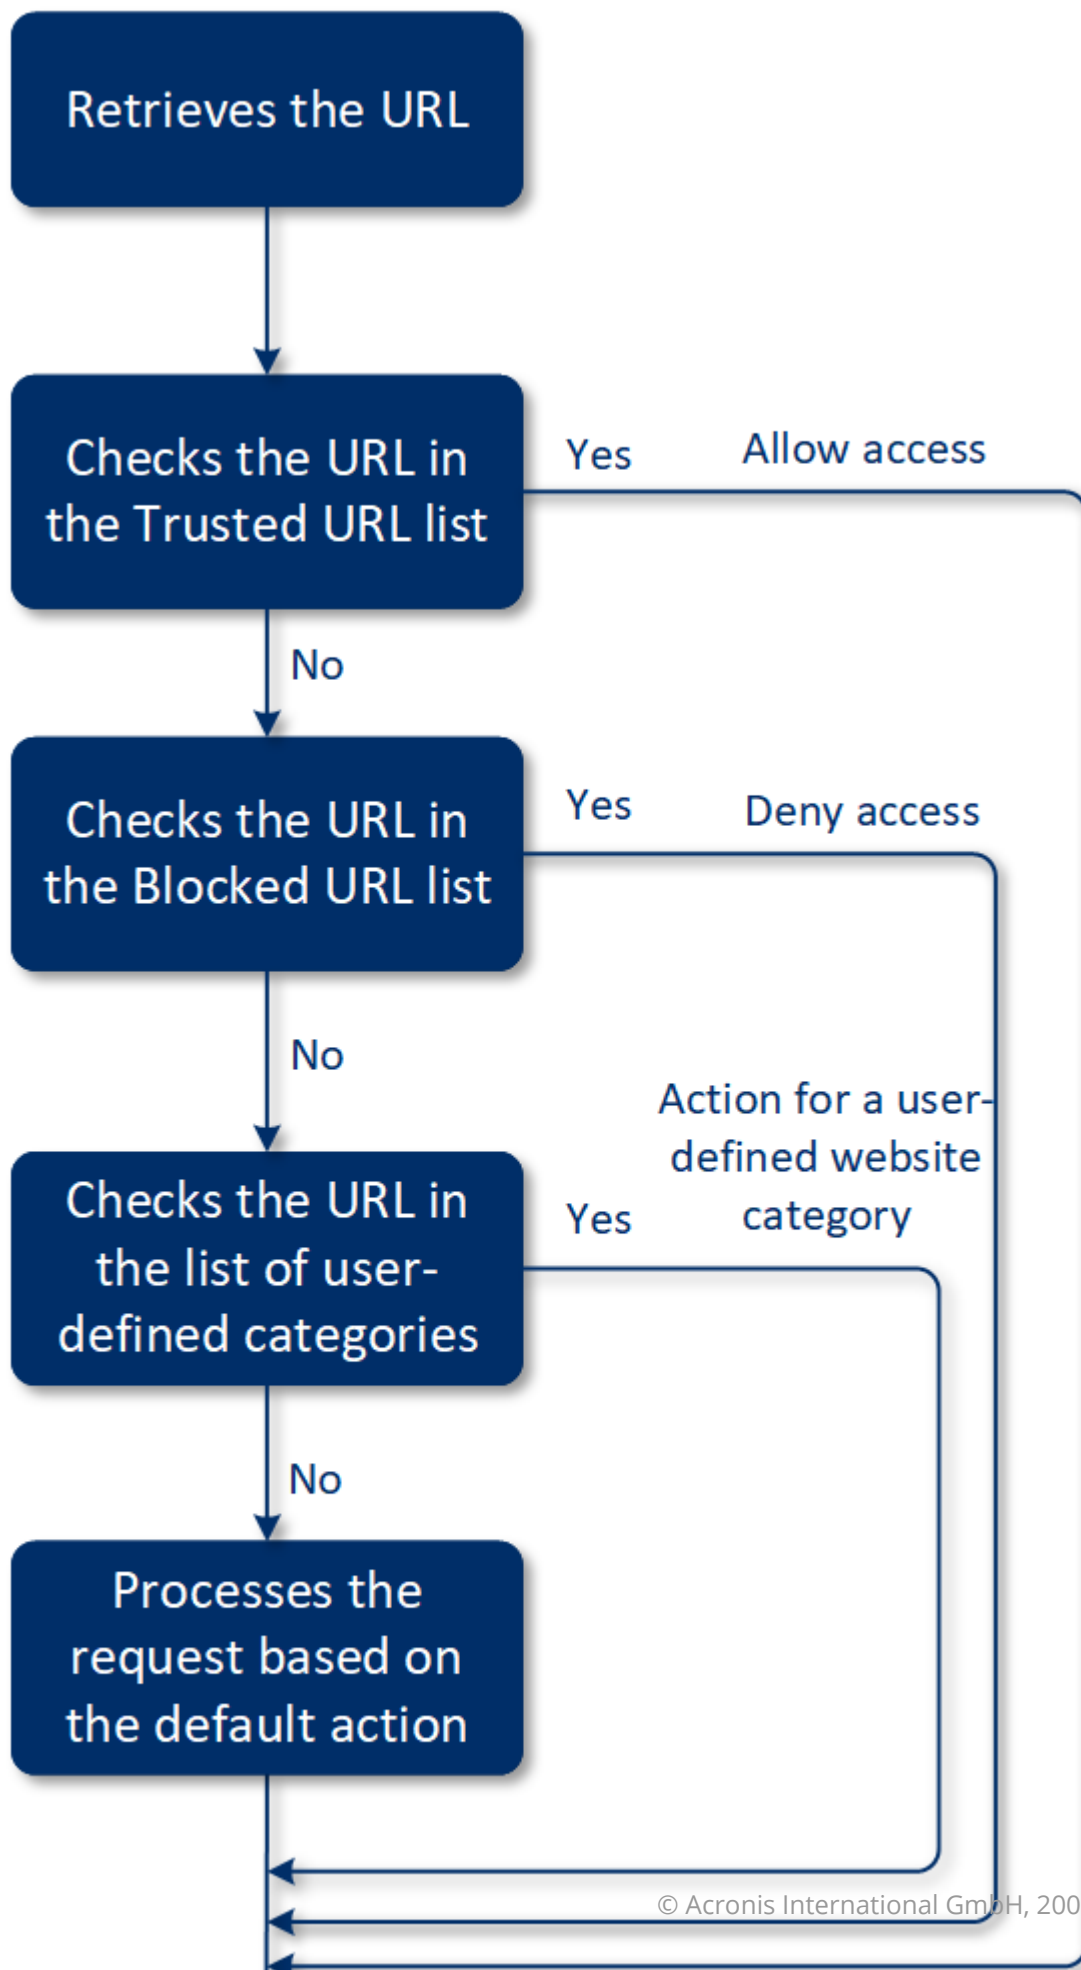 Retrieves the URL
Checks the URL in
the Trusted URL list
Yes
Allow access
No
Checks the URL in
the Blocked URL list
Yes
Deny access
No
Action for a user-
defined website
category
Checks the URL in
the list of user-
defined categories
Yes
No
Processes the
request based on
the default action
© Acronis International GmbH, 200